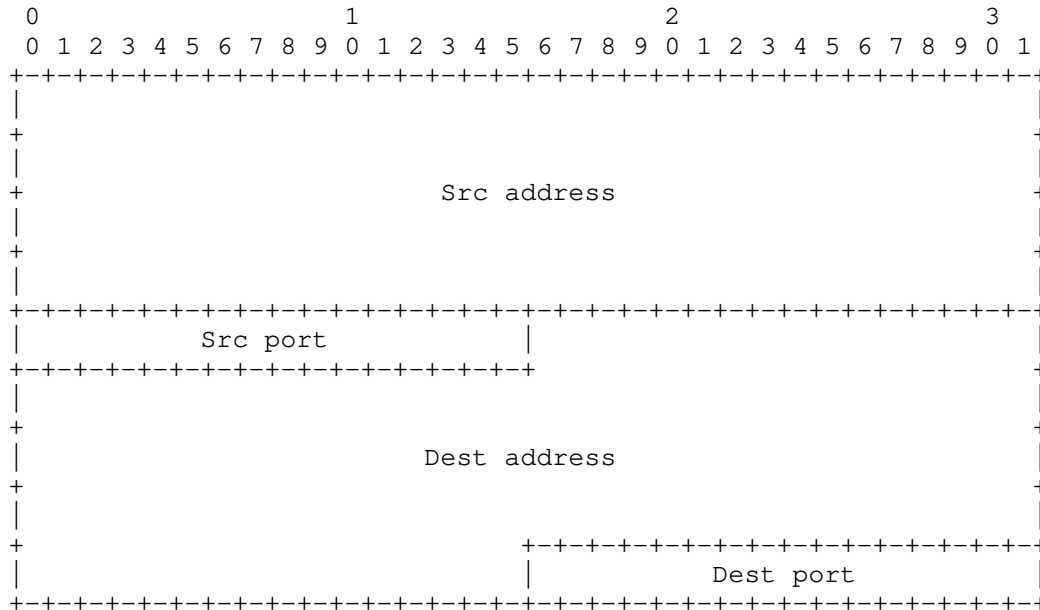 0                   1                   2                   3
0 1 2 3 4 5 6 7 8 9 0 1 2 3 4 5 6 7 8 9 0 1 2 3 4 5 6 7 8 9 0 1
+-+-+-+-+-+-+-+-+-+-+-+-+-+-+-+-+-+-+-+-+-+-+-+-+-+-+-+-+-+-+-+-+
|                                                               |
+                                                               +
|                                                               |
+                          Src address                          +
|                                                               |
+                                                               +
|                                                               |
+-+-+-+-+-+-+-+-+-+-+-+-+-+-+-+-+-+-+-+-+-+-+-+-+-+-+-+-+-+-+-+-+
|           Src port            |                               |
+-+-+-+-+-+-+-+-+-+-+-+-+-+-+-+-+                               +
|                                                               |
+                                                               +
|                         Dest address                          |
+                                                               +
|                                                               |
+                               +-+-+-+-+-+-+-+-+-+-+-+-+-+-+-+-+
|                               |           Dest port           |
+-+-+-+-+-+-+-+-+-+-+-+-+-+-+-+-+-+-+-+-+-+-+-+-+-+-+-+-+-+-+-+-+